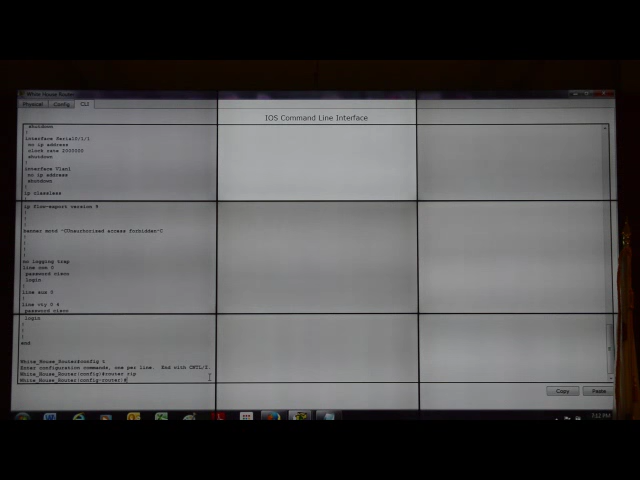 White House Router
Physical Config CLI
IOS Command Line Interface
shutdown
!
interface Serial0/1/1
no ip address
clock rate 2000000
shutdown
!
interface Vlan1
no ip address
shutdown
!
ip classless
!
ip flow-export version 9
!
!
!
banner motd ^CUnauthorized access forbidden^C
!
!
!
!
no logging trap
line con 0
password cisco
login
!
line aux 0
!
line vty 0 4
password cisco
login
!
!
!
end
White_House_Router#config t
Enter configuration commands, one per line. End with CNTL/Z.
White_House_Router(config)#router rip
White_House_Router(config-router)#
Copy Paste
7:12 PM